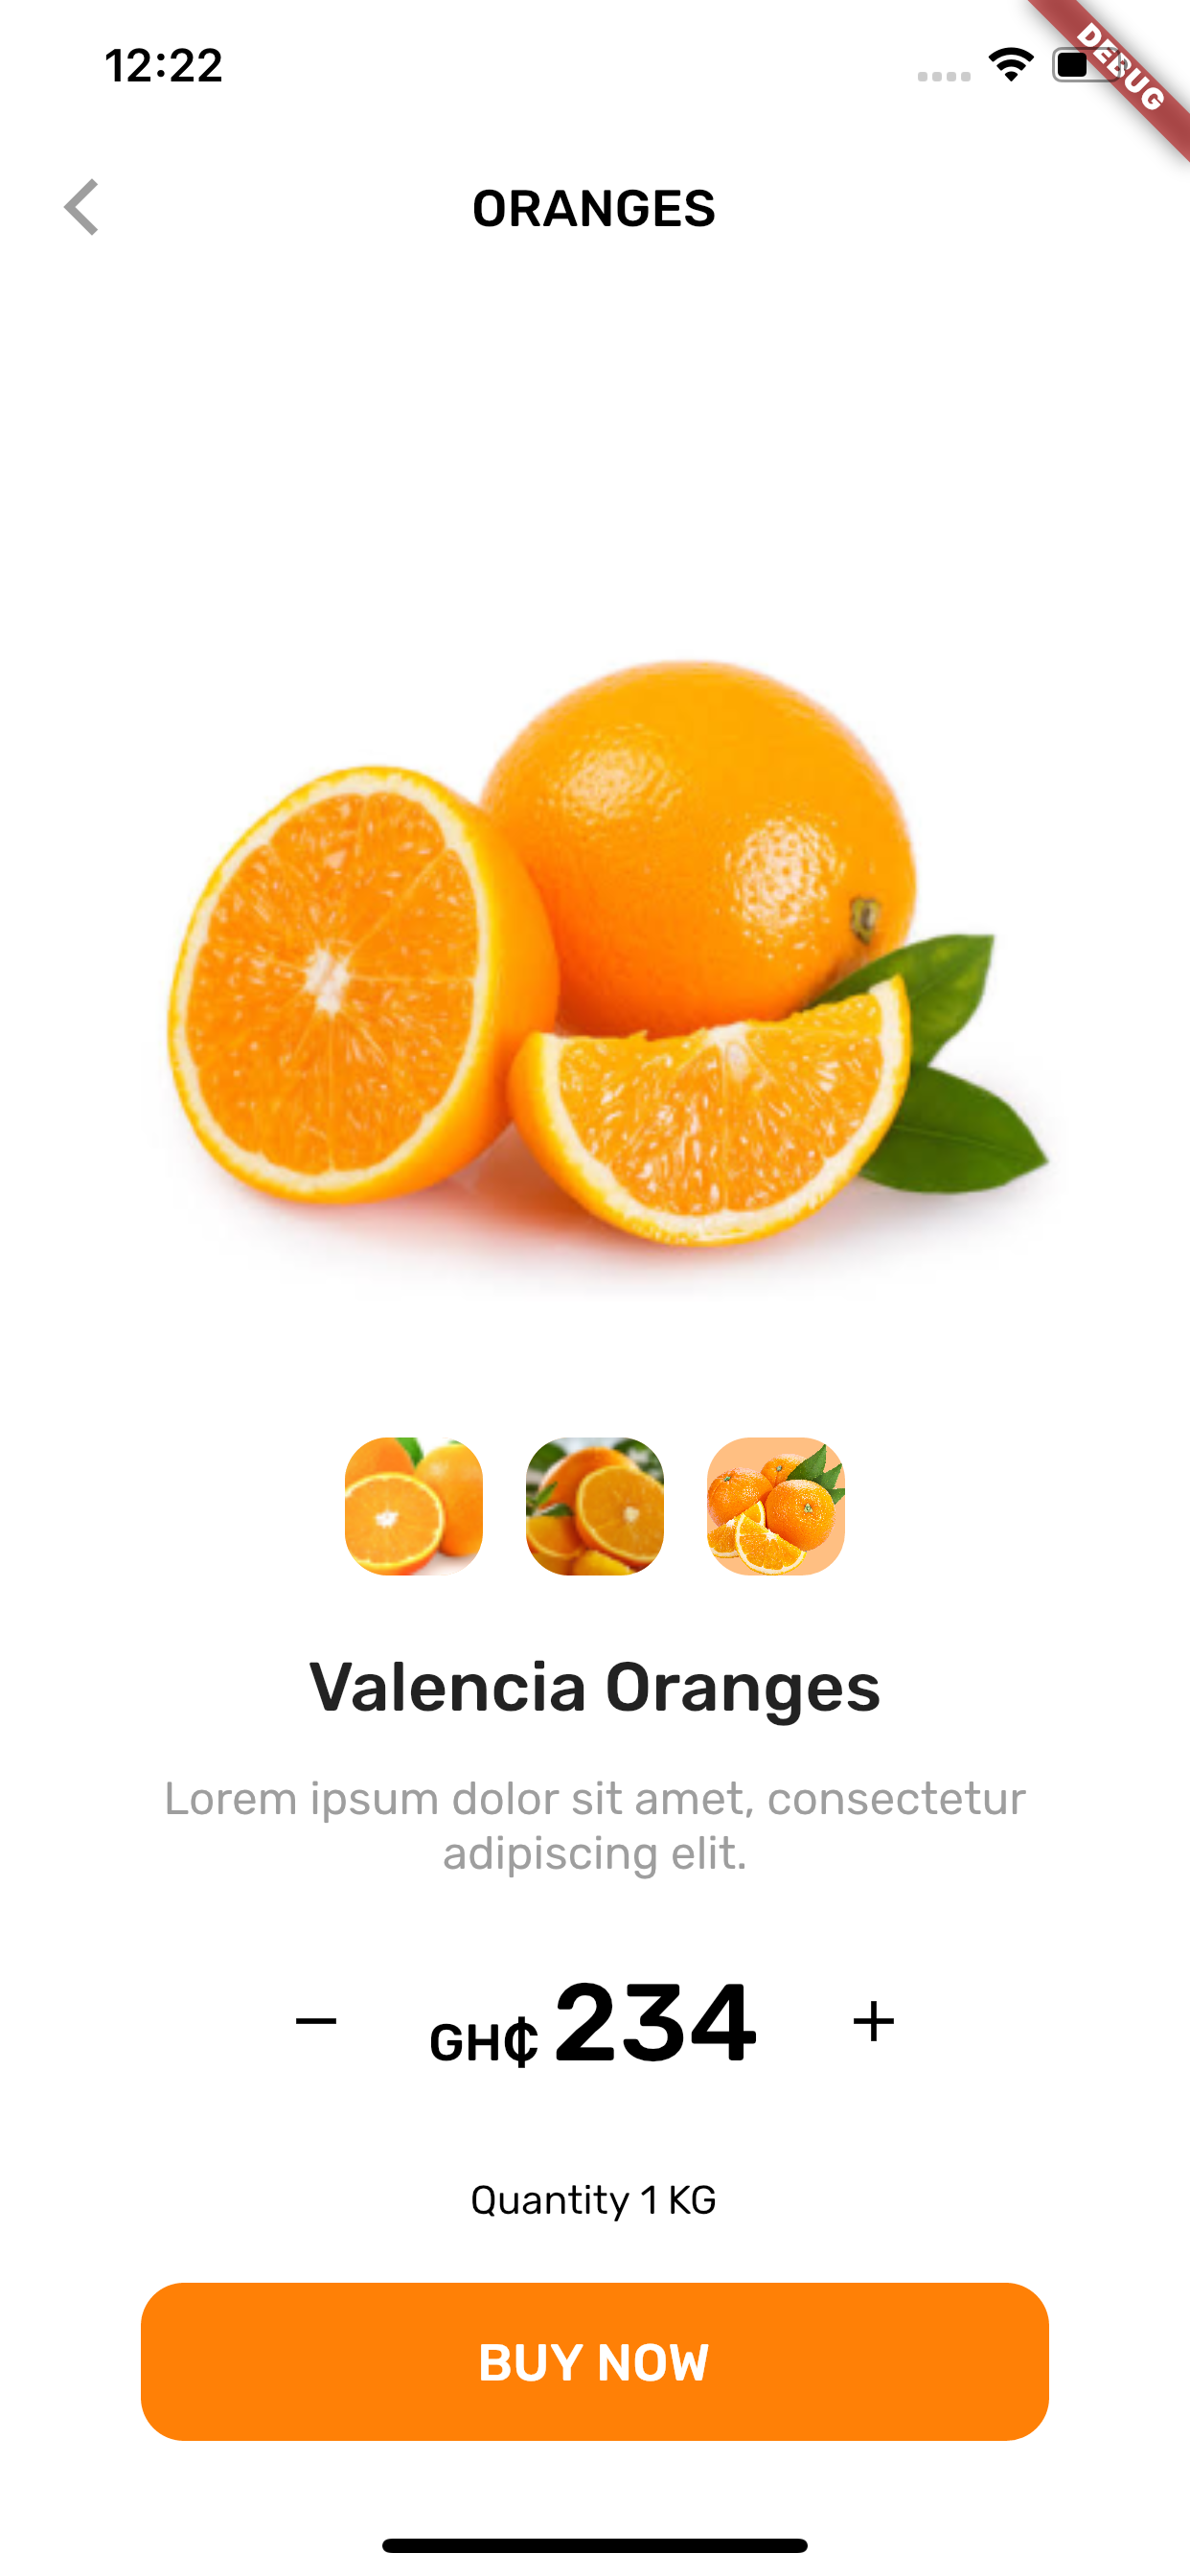 12:22
DEBUG
ORANGES
Valencia Oranges
Lorem ipsum dolor sit amet, consectetur
adipiscing elit.
− GH₵ 234 +
Quantity 1 KG
BUY NOW